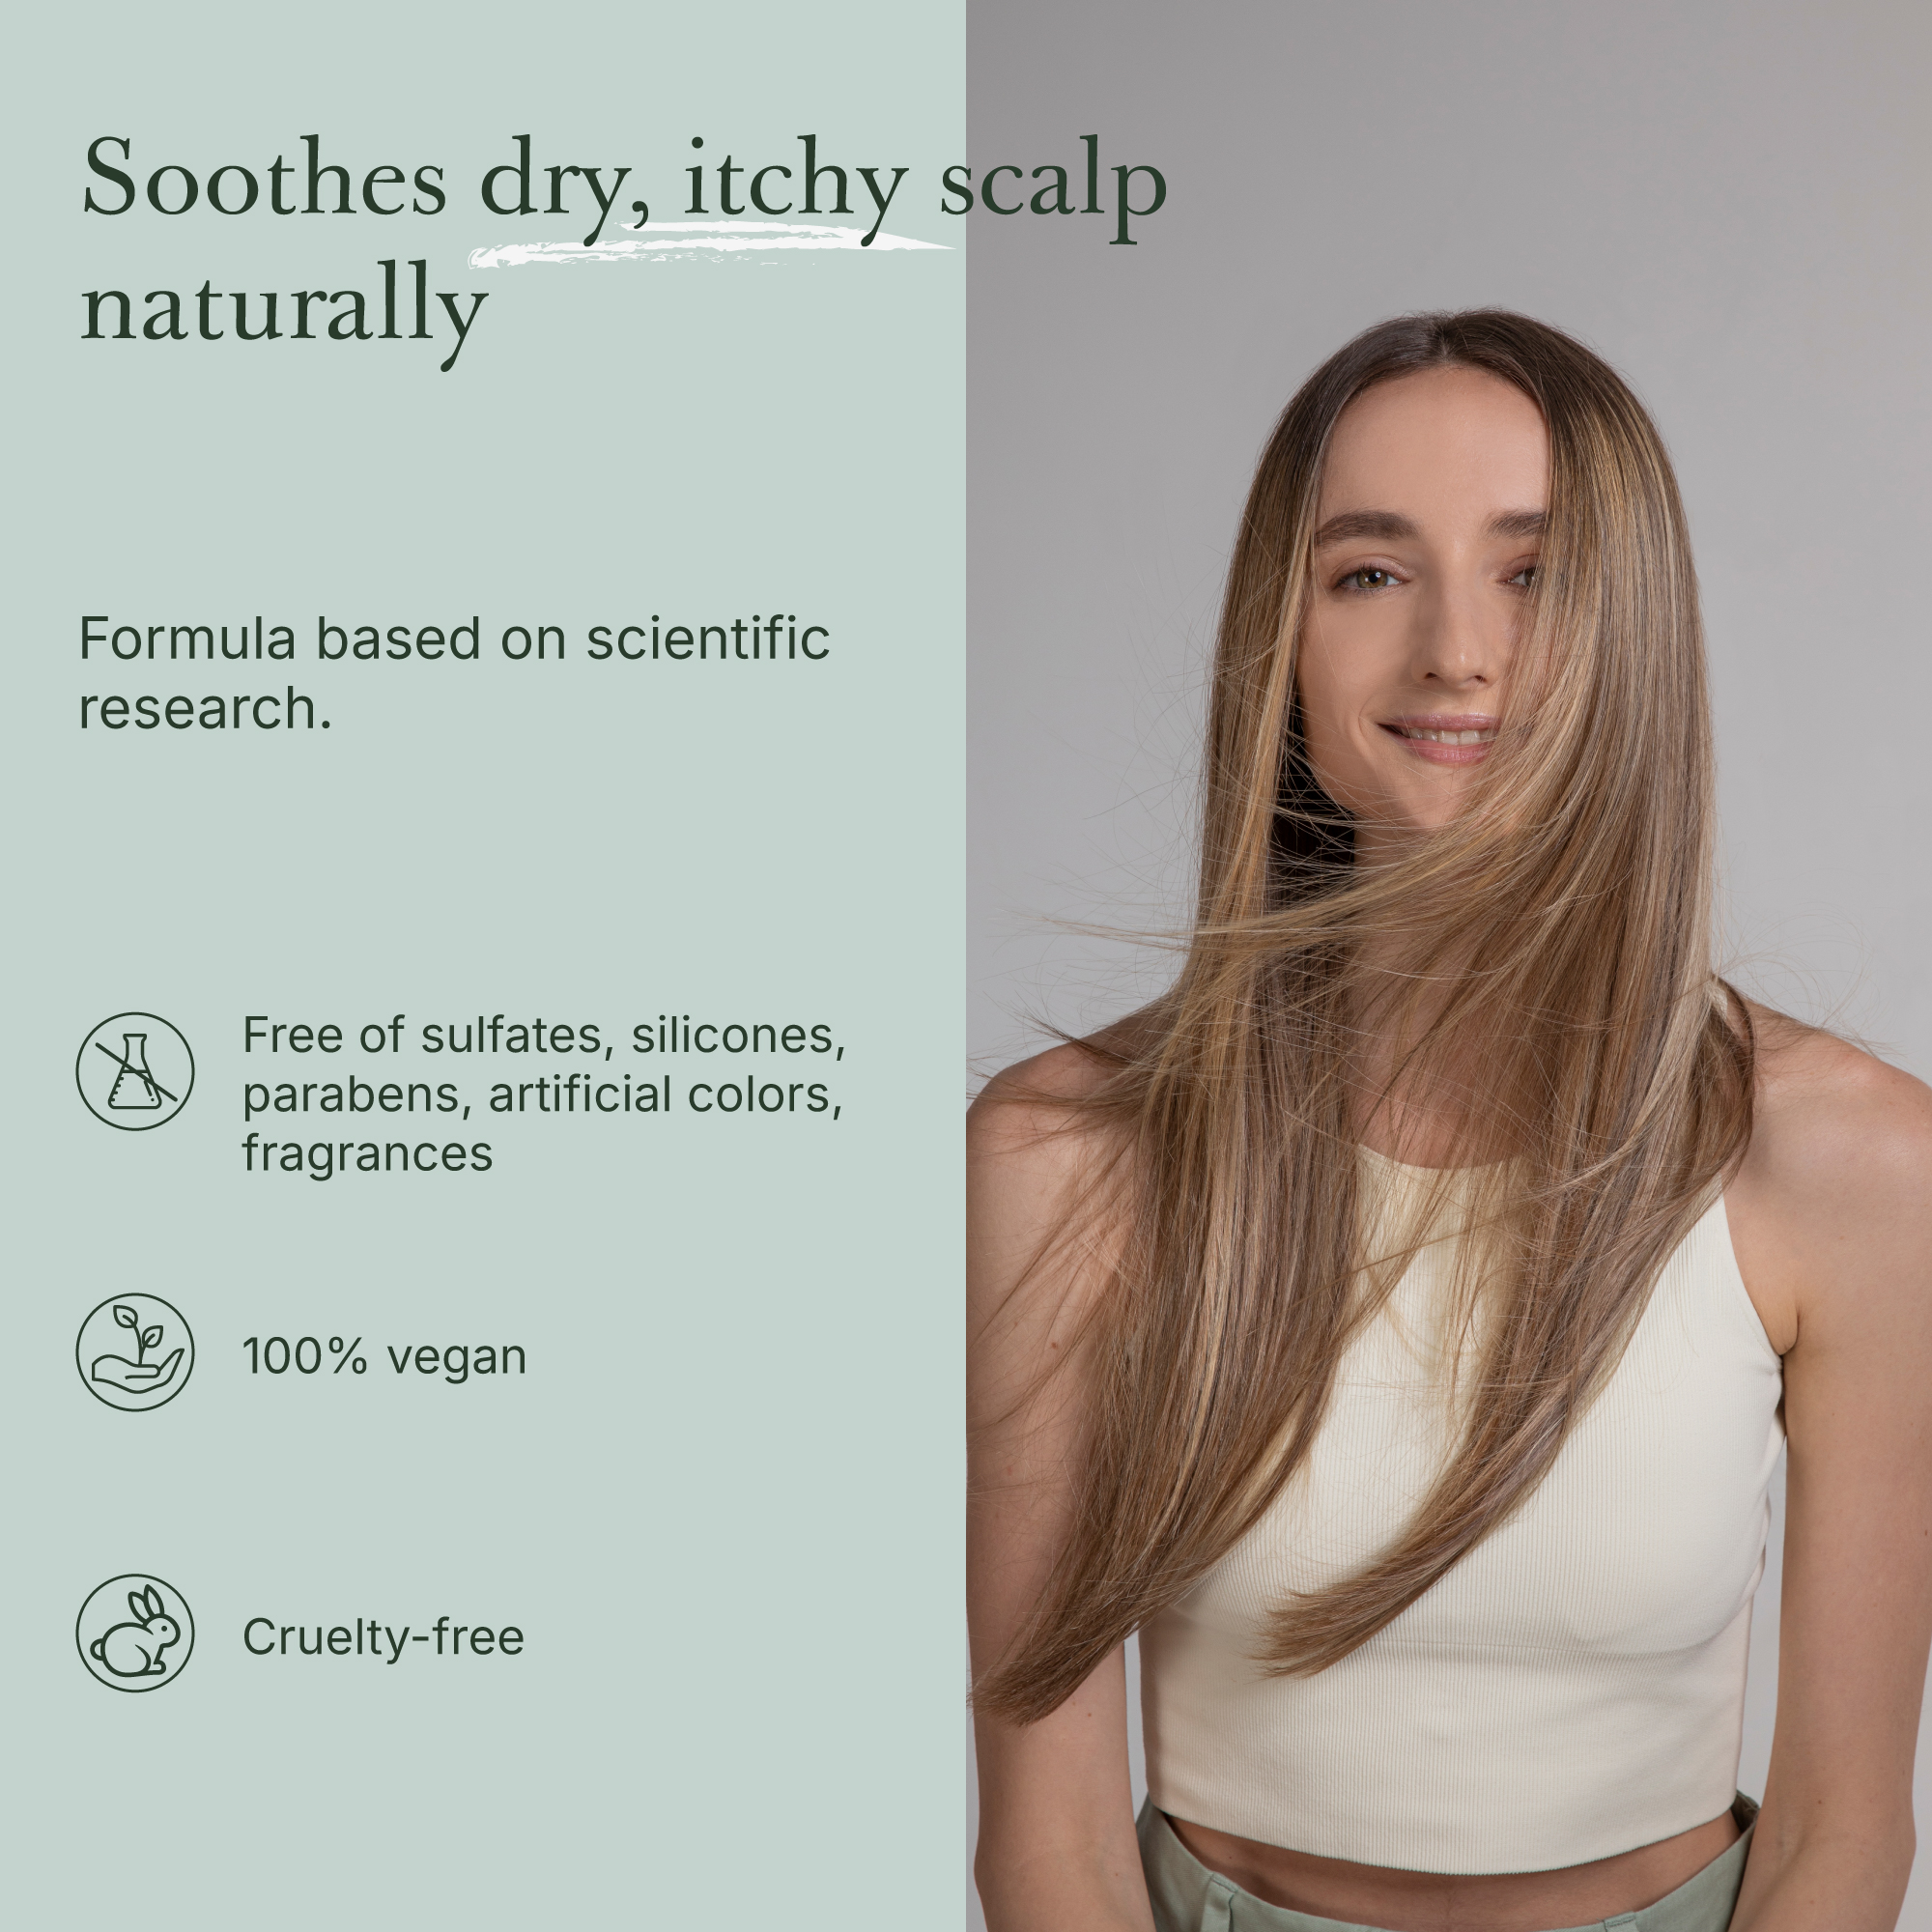 Soothes dry, itchy scalp
naturally
Formula based on scientific
research.
Free of sulfates, silicones,
parabens, artificial colors,
fragrances
100% vegan
Cruelty-free